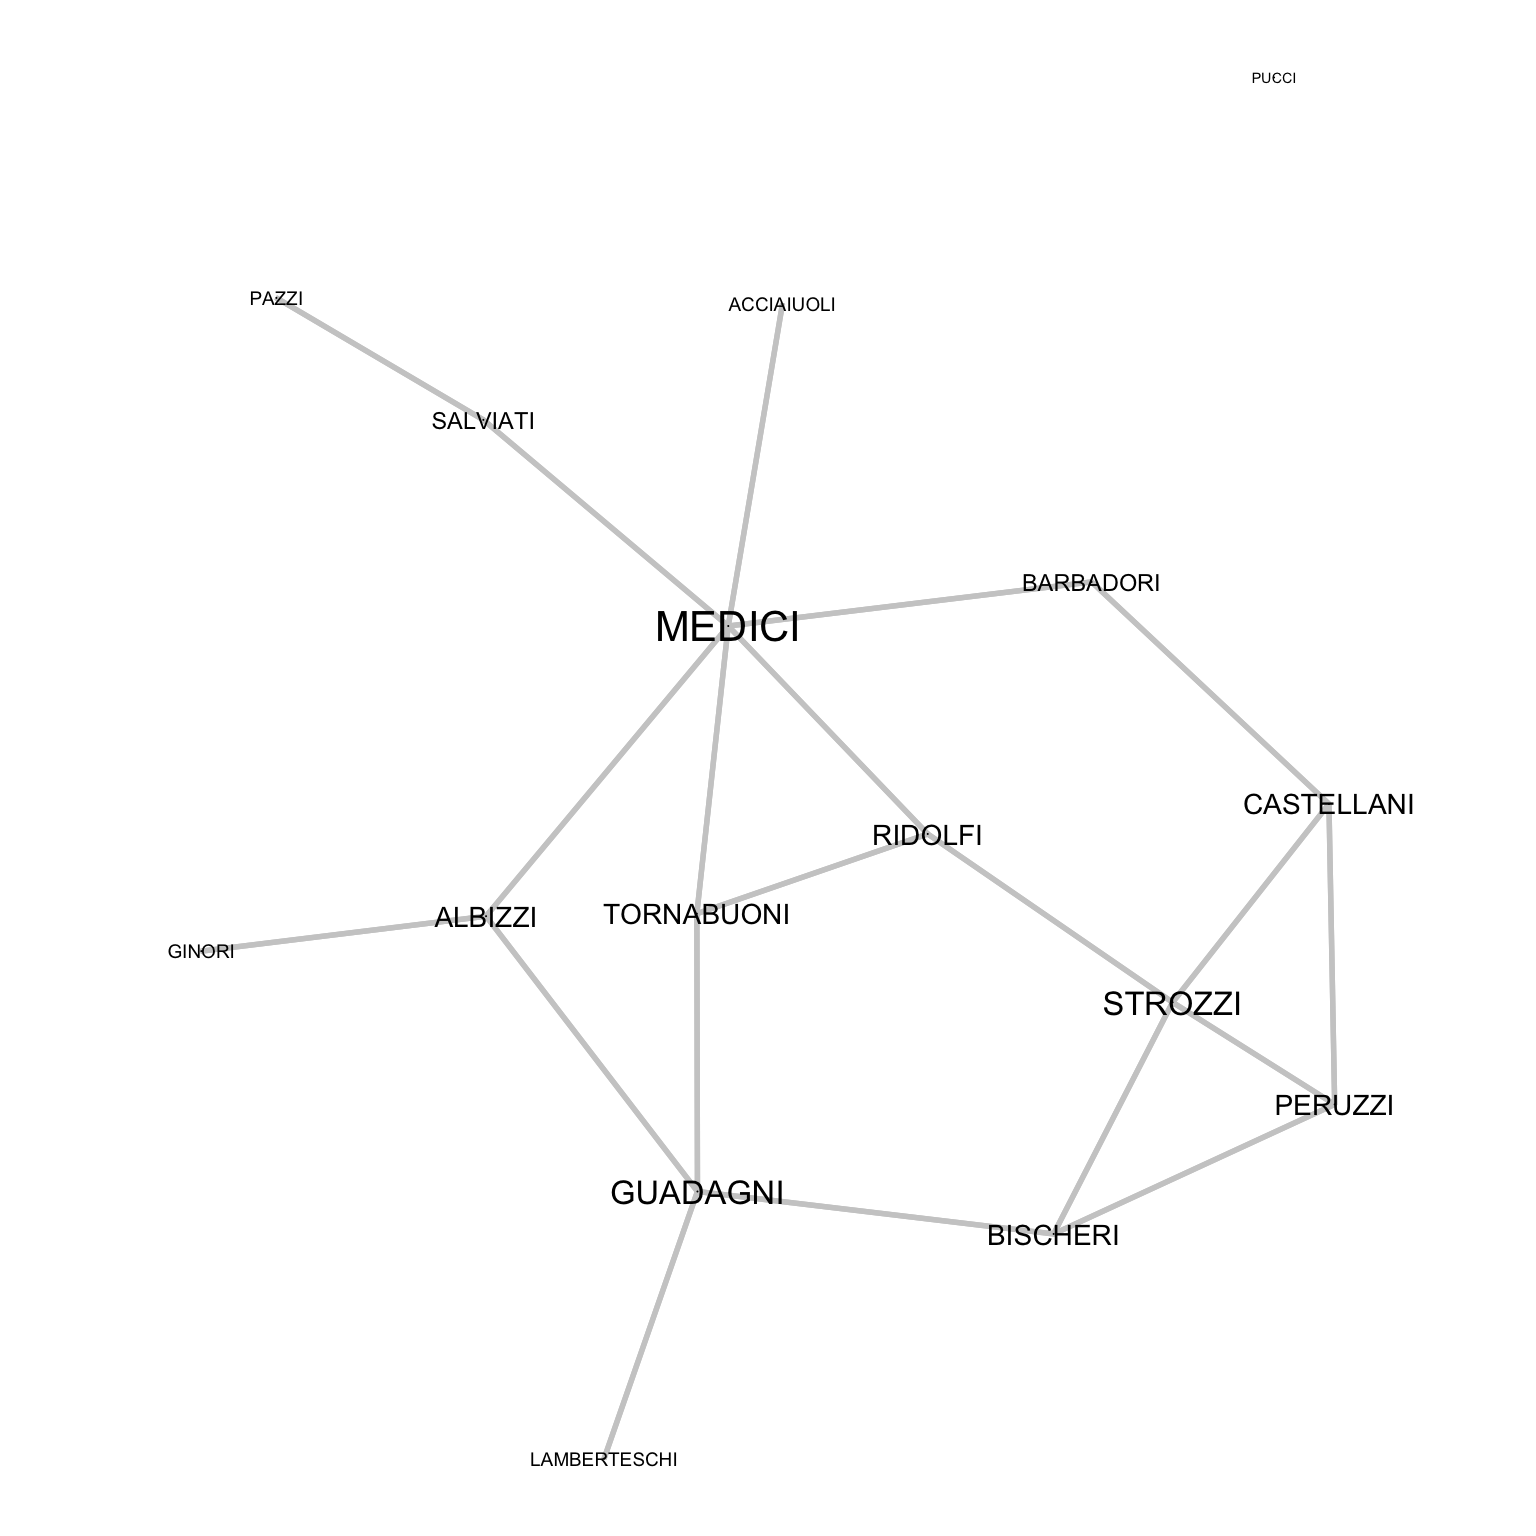 PUCCI
PAZZI
ACCIAIUOLI
SALVIATI
BARBADORI
MEDICI
CASTELLANI
RIDOLFI
TORNABUONI
ALBIZZI
GINORI
STROZZI
PERUZZI
GUADAGNI
BISCHERI
LAMBERTESCHI